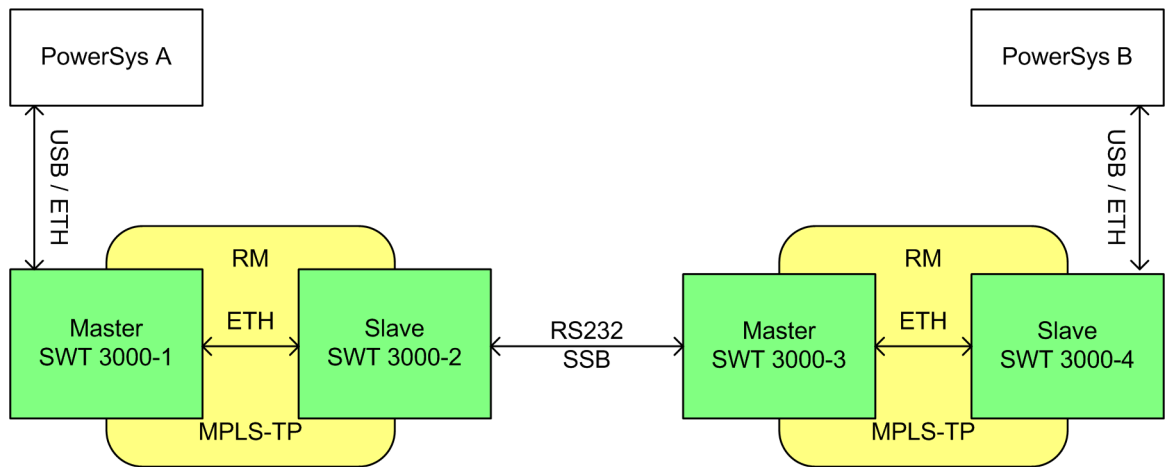 PowerSys A
PowerSys B
USB / ETH
USB / ETH
RM
RM
Master
SWT 3000-1
ETH
Slave
SWT 3000-2
RS232
SSB
Master
SWT 3000-3
ETH
Slave
SWT 3000-4
MPLS-TP
MPLS-TP